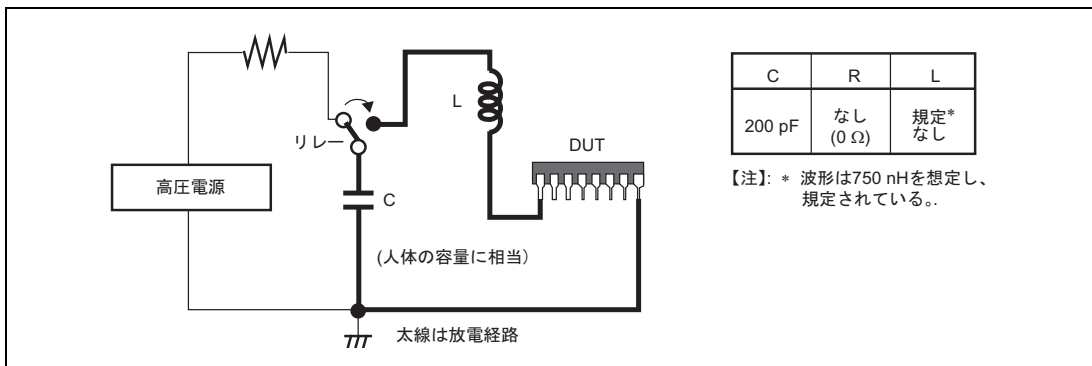 L
リレー
DUT
高圧電源
C
(人体の容量に相当)
太線は放電経路
C R L
200 pF なし (0 Ω) 規定* なし
【注】: * 波形は750 nHを想定し、
規定されている。.